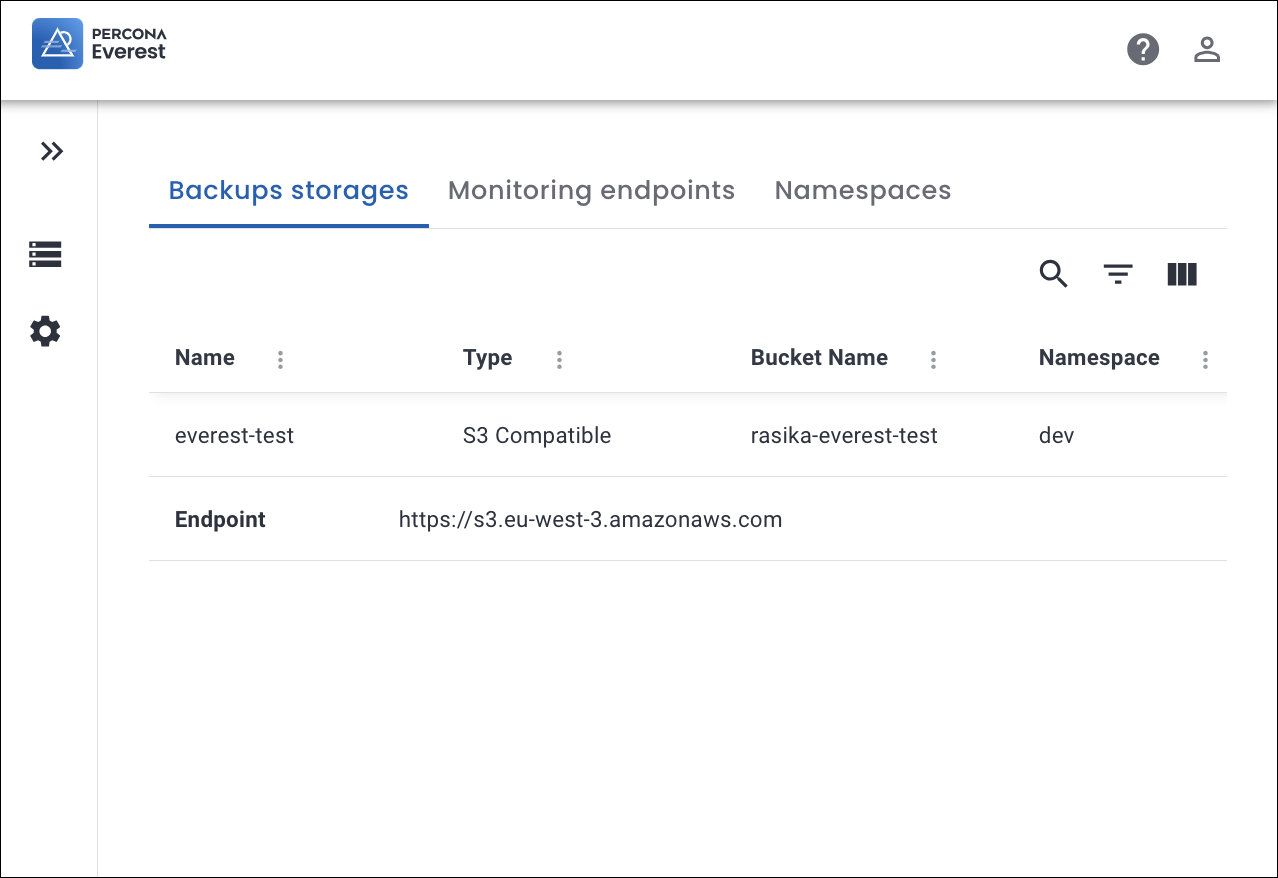 PERCONA
Everest
Backups storages Monitoring endpoints Namespaces
Name Type Bucket Name Namespace
everest-test S3 Compatible rasika-everest-test dev
Endpoint https://s3.eu-west-3.amazonaws.com